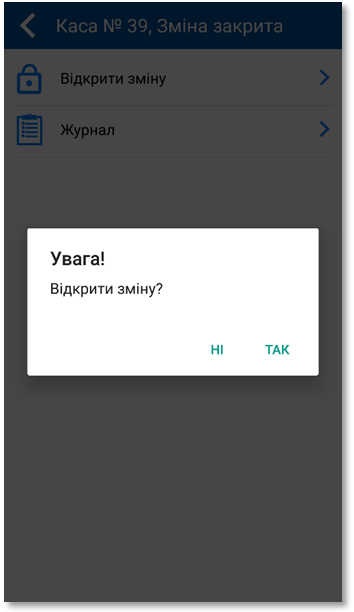 Каса № 39, Зміна закрита
Відкрити зміну
Журнал
Увага!
Відкрити зміну?
НІ ТАК